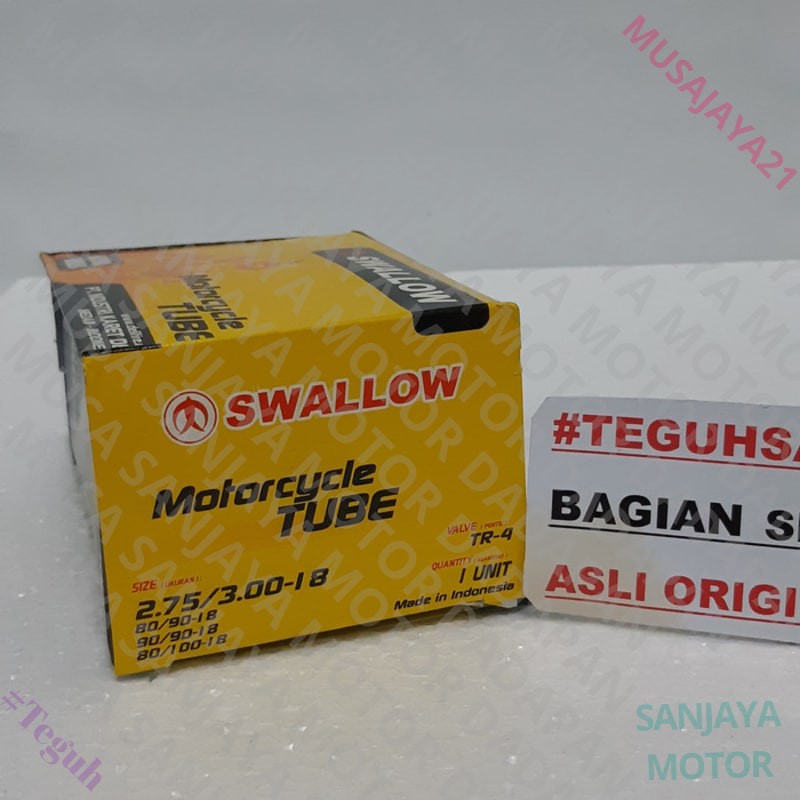 MUSAJAYA21
SWALLOW
Motorcycle
TUBE
SWALLOW
Motorcycle
TUBE
VALVE
TR-4
SIZE (UKURAN):
QUANTITY
2.75/3.00-18
1 UNIT
80/90-18
Made in Indonesia
90/90-18
80/100-18
#TEGUHSA
BAGIAN
ASLI ORIGI
#Teguh
SANJAYA
MOTOR